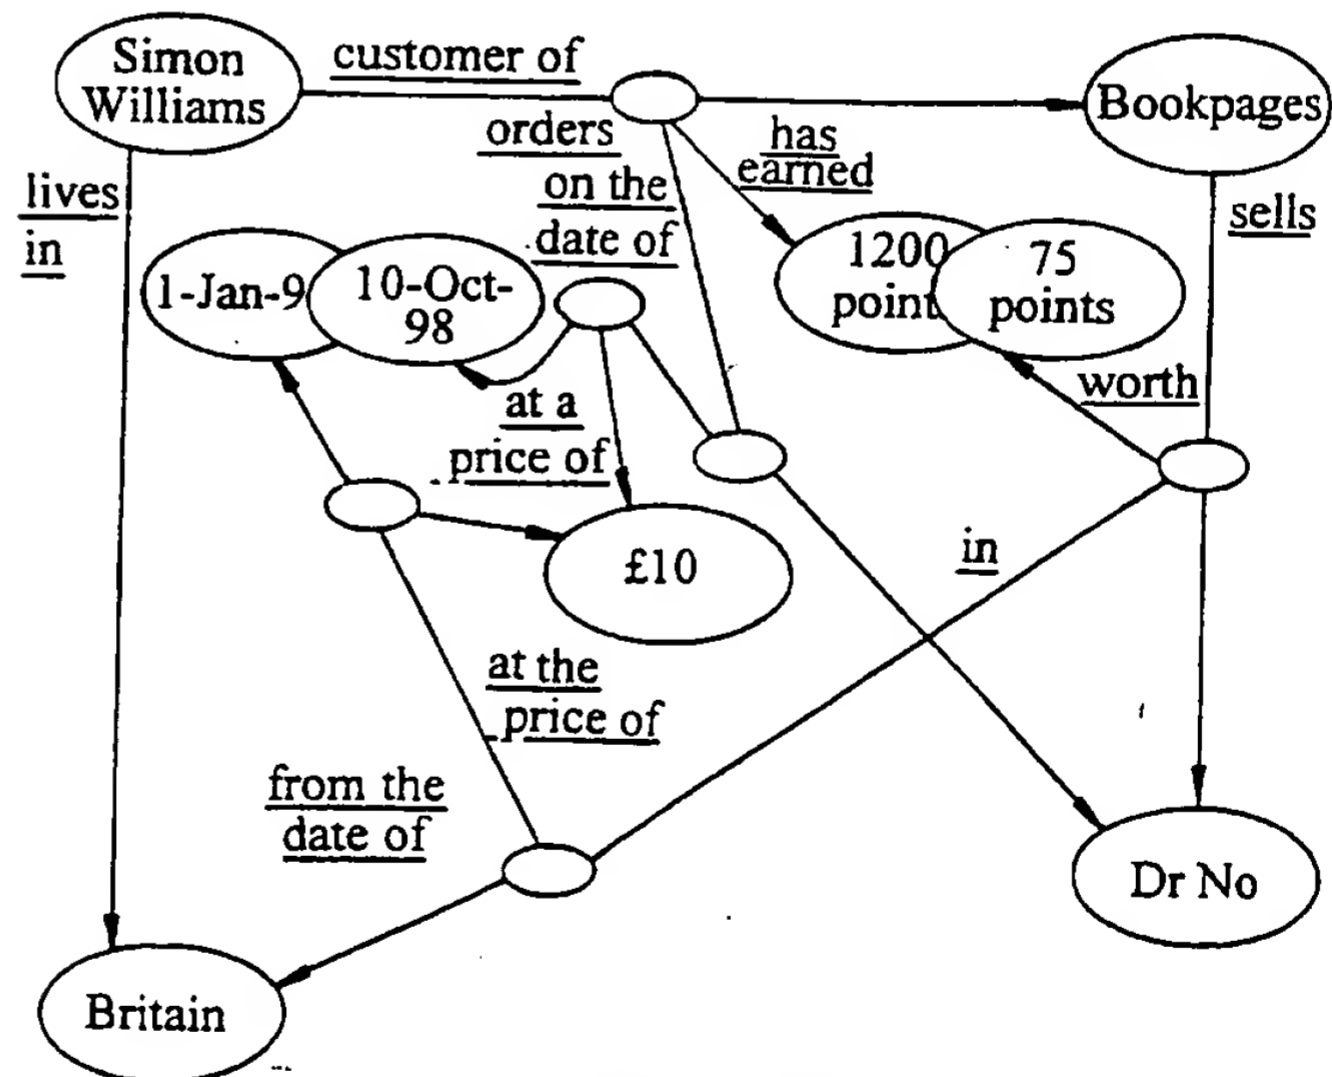 Simon
Williams
customer of
Bookpages
orders
has
earned
lives
in
on the
date of
sells
1-Jan-9
10-Oct-
98
1200
point
75
points
worth
at a
price of
in
£10
at the
price of
from the
date of
Dr No
Britain